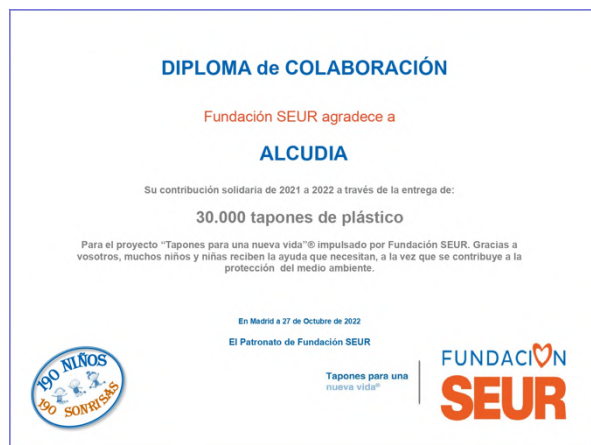 DIPLOMA de COLABORACIÓN
Fundación SEUR agradece a
ALCUDIA
Su contribución solidaria de 2021 a 2022 a través de la entrega de:
30.000 tapones de plástico
Para el proyecto “Tapones para una nueva vida”® impulsado por Fundación SEUR. Gracias a
vosotros, muchos niños y niñas reciben la ayuda que necesitan, a la vez que se contribuye a la
protección del medio ambiente.
En Madrid a 27 de Octubre de 2022
El Patronato de Fundación SEUR
190 NIÑOS
190 SONRISAS
Tapones para una
nueva vida®
FUNDACIÓN
SEUR